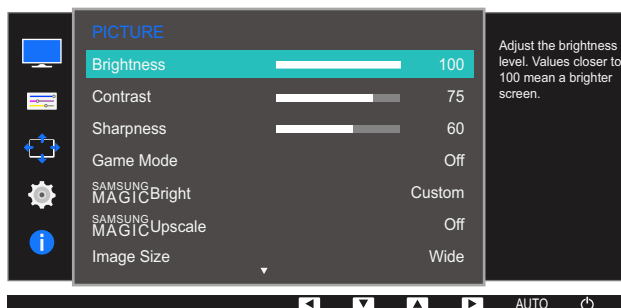 PICTURE
Brightness 100
Contrast 75
Sharpness 60
Game Mode Off
SAMSUNG MAGIC Bright Custom
SAMSUNG MAGIC Upscale Off
Image Size Wide
Adjust the brightness
level. Values closer to
100 mean a brighter
screen.
AUTO